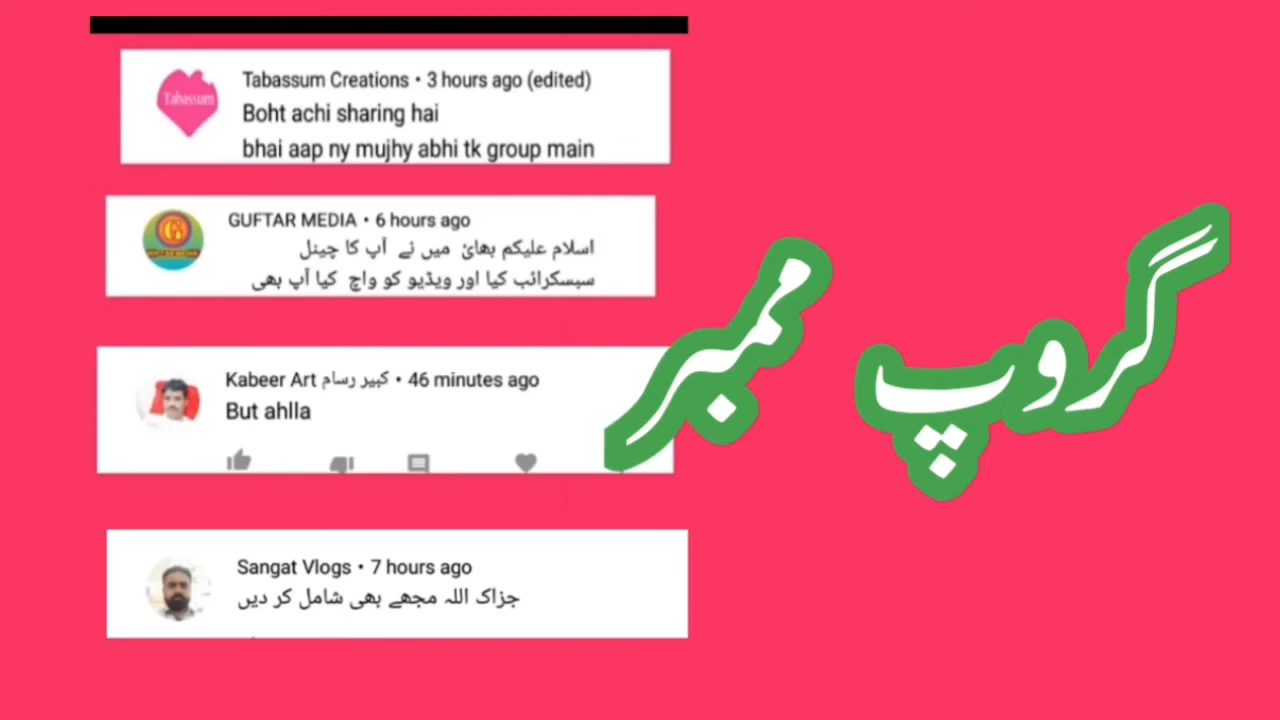 Tabassum
Tabassum Creations • 3 hours ago (edited)
Boht achi sharing hai
bhai aap ny mujhy abhi tk group main
GUFTAR MEDIA • 6 hours ago
اسلام علیکم بھائ میں نے آپ کا چینل
سبسکرائب کیا اور ویڈیو کو واچ کیا آپ بھی
Kabeer Art کبیر رسام • 46 minutes ago
But ahlla
Sangat Vlogs • 7 hours ago
جزاک اللہ مجھے بھی شامل کر دیں
گروپ ممبر